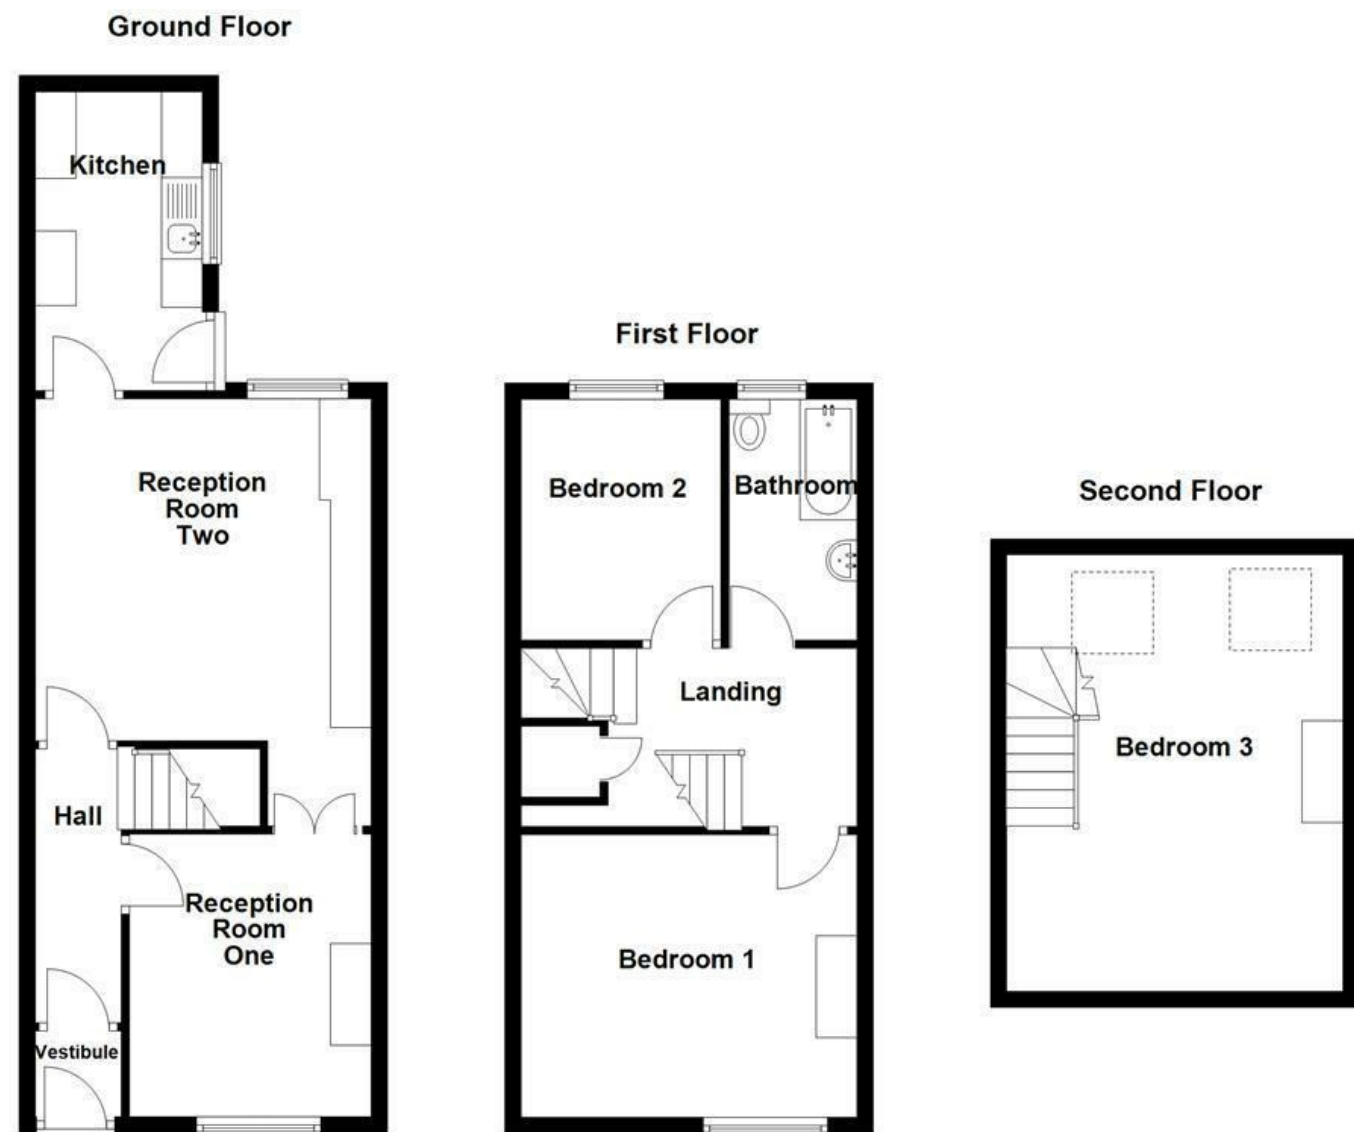 Ground Floor
Kitchen
Reception
Room
Two
Hall
Reception
Room
One
Vestibule
First Floor
Bedroom 2
Bathroom
Landing
Bedroom 1
Second Floor
Bedroom 3